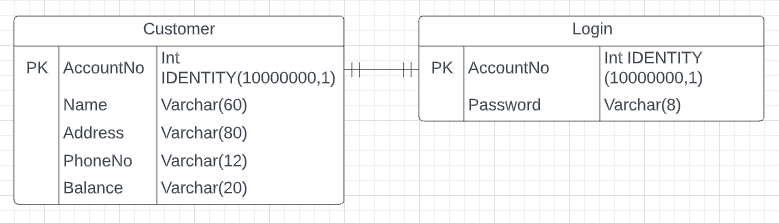 Customer
PK AccountNo Int
IDENTITY(10000000,1)
Name Varchar(60)
Address Varchar(80)
PhoneNo Varchar(12)
Balance Varchar(20)
Login
PK AccountNo Int IDENTITY
(10000000,1)
Password Varchar(8)